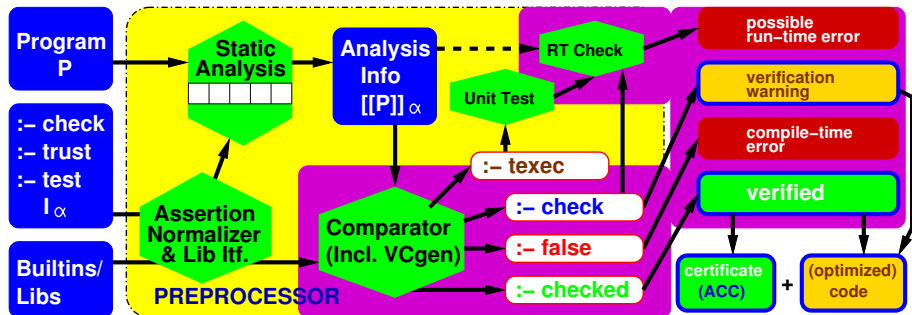 Program
P
:– check
:– trust
:– test
I α
Builtins/
Libs
Static
Analysis
Assertion
Normalizer
& Lib Itf.
PREPROCESSOR
Analysis
Info
[[P]] α
Comparator
(Incl. VCgen)
RT Check
Unit Test
:– texec
:– check
:– false
:– checked
possible
run–time error
verification
warning
compile–time
error
verified
certificate
(ACC)
+
(optimized)
code